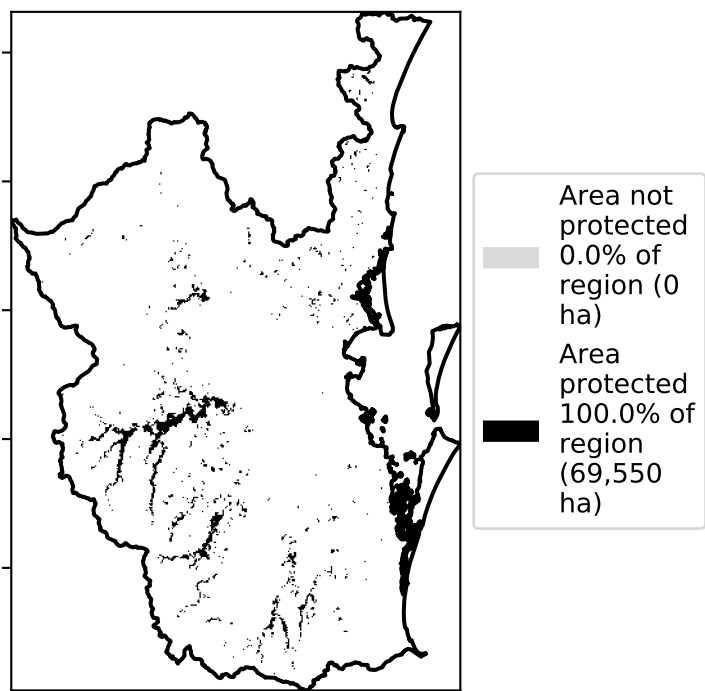 Area not
protected
0.0% of
region (0
ha)
Area
protected
100.0% of
region
(69,550
ha)